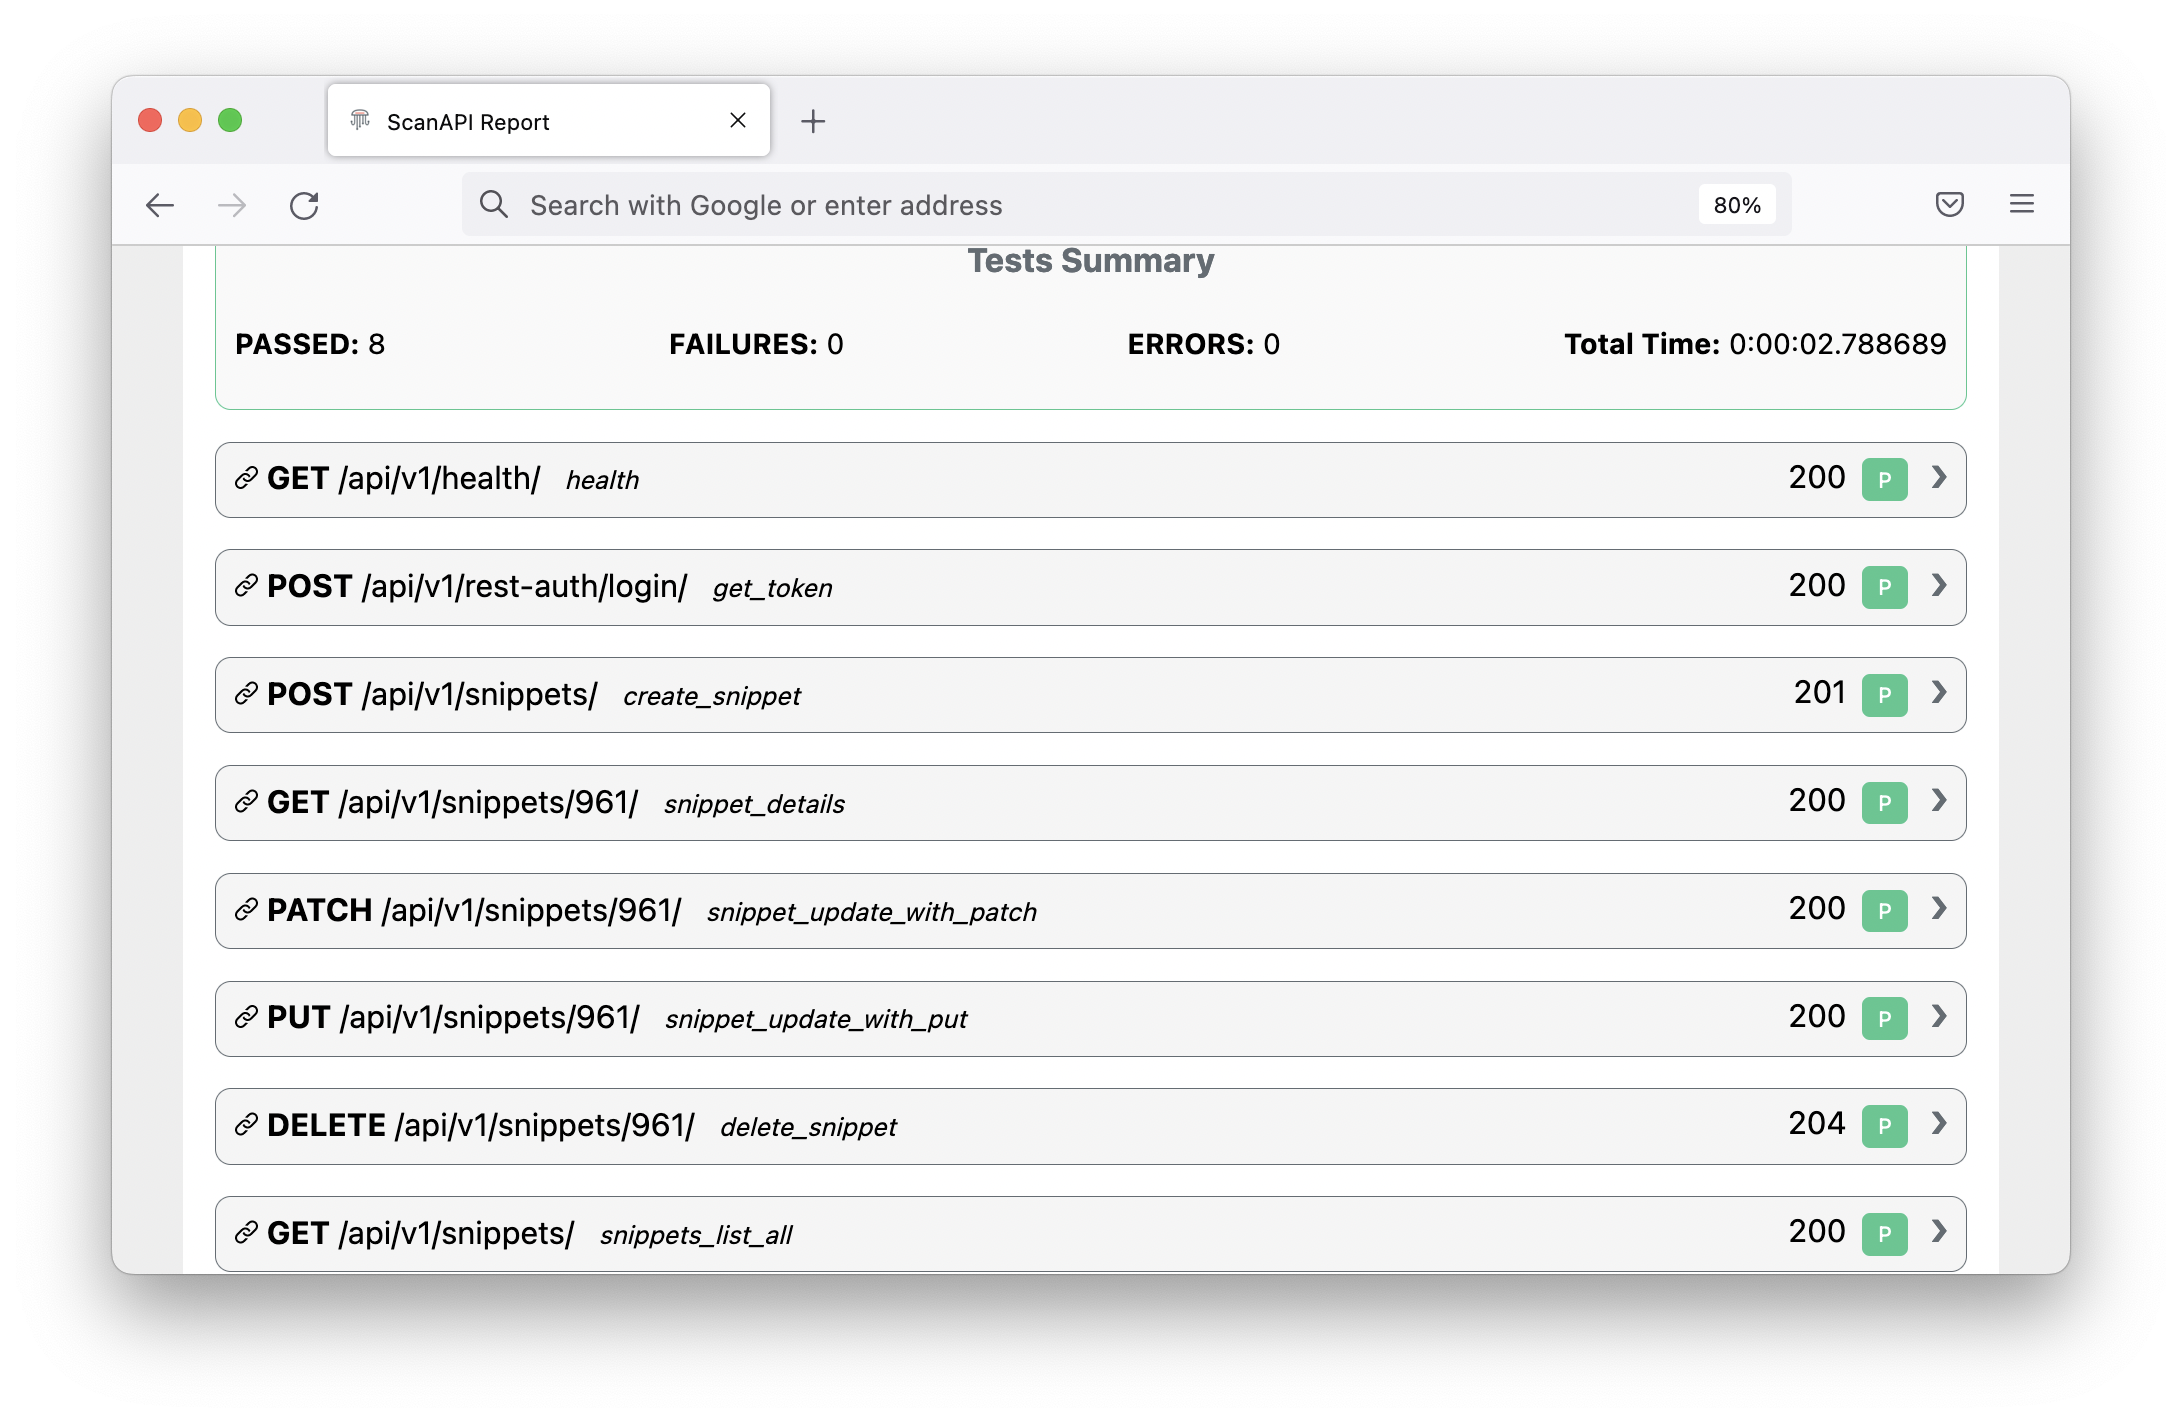 ScanAPI Report
Search with Google or enter address 80%
Tests Summary
PASSED: 8 FAILURES: 0 ERRORS: 0 Total Time: 0:00:02.788689
GET /api/v1/health/ health 200 P
POST /api/v1/rest-auth/login/ get_token 200 P
POST /api/v1/snippets/ create_snippet 201 P
GET /api/v1/snippets/961/ snippet_details 200 P
PATCH /api/v1/snippets/961/ snippet_update_with_patch 200 P
PUT /api/v1/snippets/961/ snippet_update_with_put 200 P
DELETE /api/v1/snippets/961/ delete_snippet 204 P
GET /api/v1/snippets/ snippets_list_all 200 P